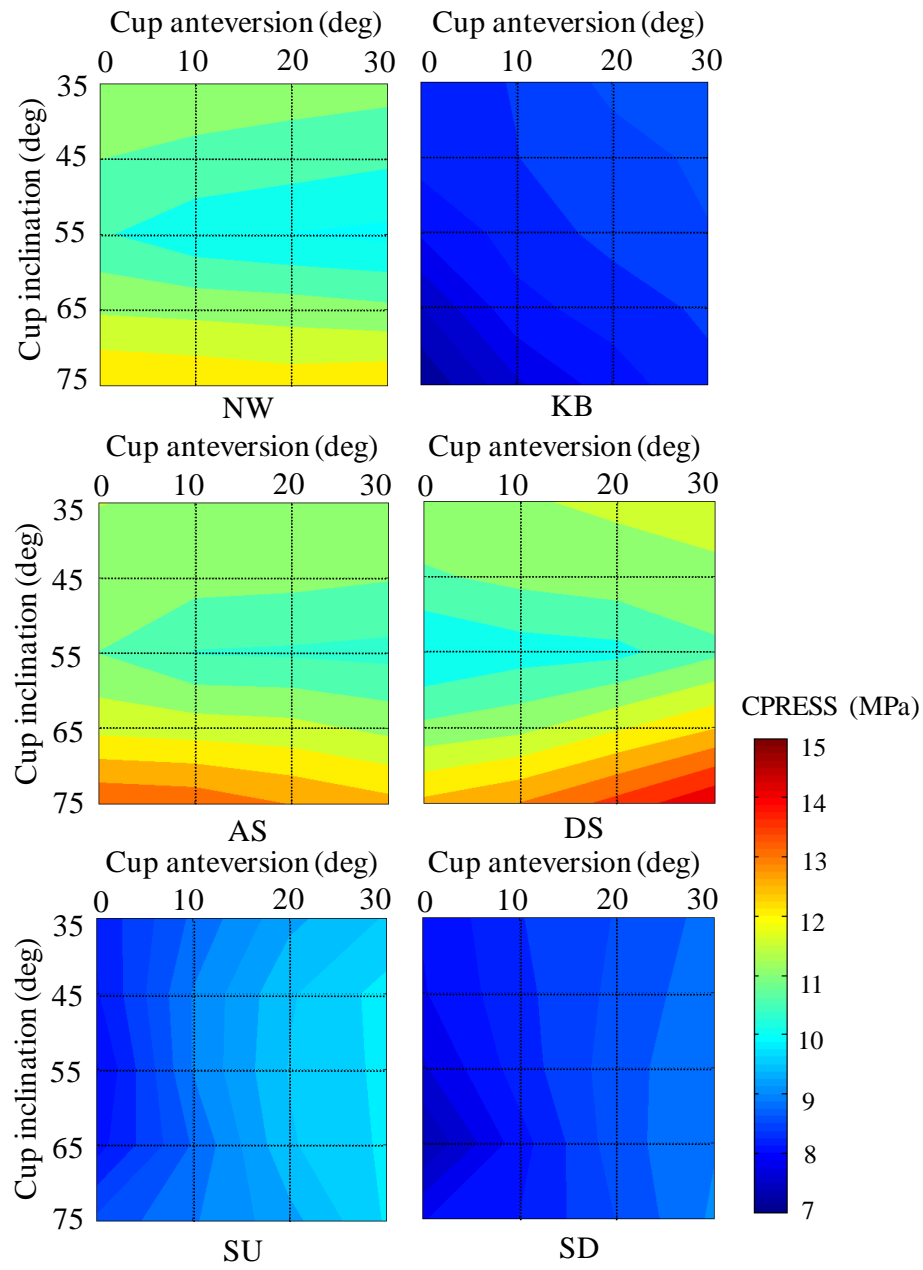 Cup anteversion (deg)
0 10 20 30
Cup inclination (deg)
35
45
55
65
75
NW
Cup anteversion (deg)
0 10 20 30
KB
Cup anteversion (deg)
0 10 20 30
Cup inclination (deg)
35
45
55
65
75
AS
Cup anteversion (deg)
0 10 20 30
DS
Cup anteversion (deg)
0 10 20 30
Cup inclination (deg)
35
45
55
65
75
SU
Cup anteversion (deg)
0 10 20 30
SD
CPRESS (MPa)
15
14
13
12
11
10
9
8
7